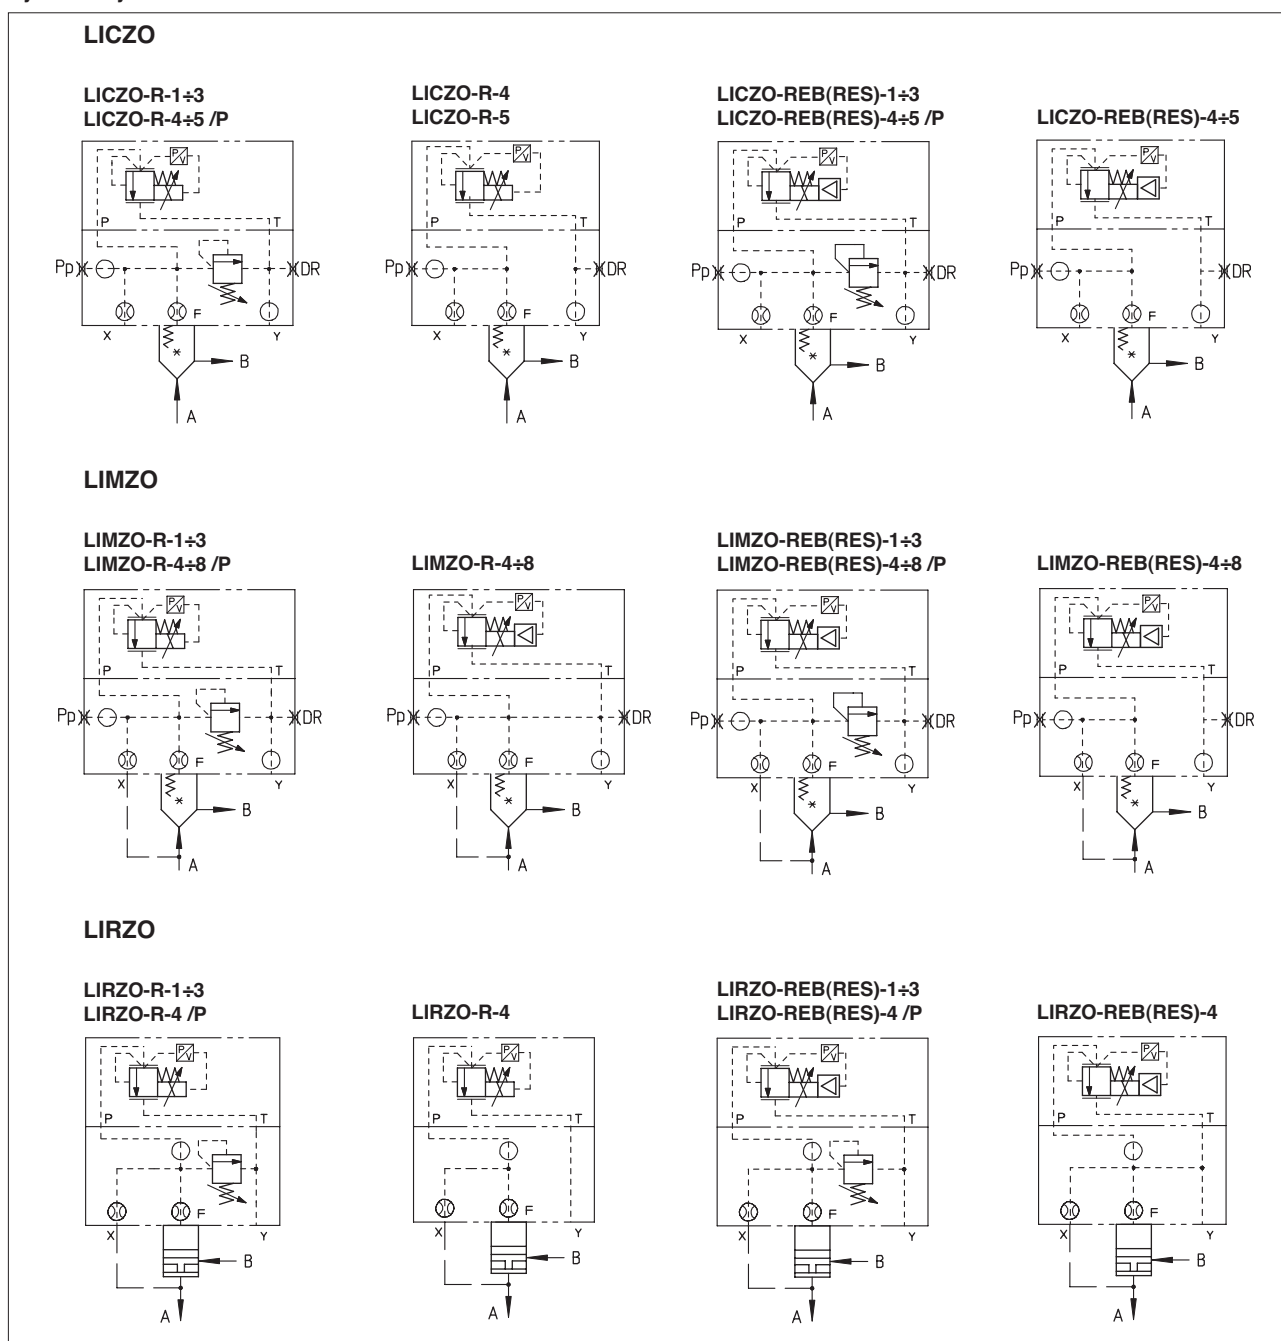 LICZO
LICZO-R-1÷3
LICZO-R-4÷5 /P
LICZO-R-4
LICZO-R-5
LICZO-REB(RES)-1÷3
LICZO-REB(RES)-4÷5 /P
LICZO-REB(RES)-4÷5
P/V
P
T
Pp
DR
X
F
Y
B
A
P/V
P
T
Pp
DR
X
F
Y
B
A
P/V
P
T
Pp
DR
X
F
Y
B
A
P/V
P
T
Pp
DR
X
F
Y
B
A
LIMZO
LIMZO-R-1÷3
LIMZO-R-4÷8 /P
LIMZO-R-4÷8
LIMZO-REB(RES)-1÷3
LIMZO-REB(RES)-4÷8 /P
LIMZO-REB(RES)-4÷8
P/V
P
T
Pp
DR
X
F
Y
B
A
P/V
P
T
Pp
DR
X
F
Y
B
A
P/V
P
T
Pp
DR
X
F
Y
B
A
P/V
P
T
Pp
DR
X
F
Y
B
A
LIRZO
LIRZO-R-1÷3
LIRZO-R-4 /P
LIRZO-R-4
LIRZO-REB(RES)-1÷3
LIRZO-REB(RES)-4 /P
LIRZO-REB(RES)-4
P/V
P
T
F
X
Y
B
A
P/V
P
T
F
X
Y
B
A
P/V
P
T
F
X
Y
B
A
P/V
P
T
F
X
Y
B
A